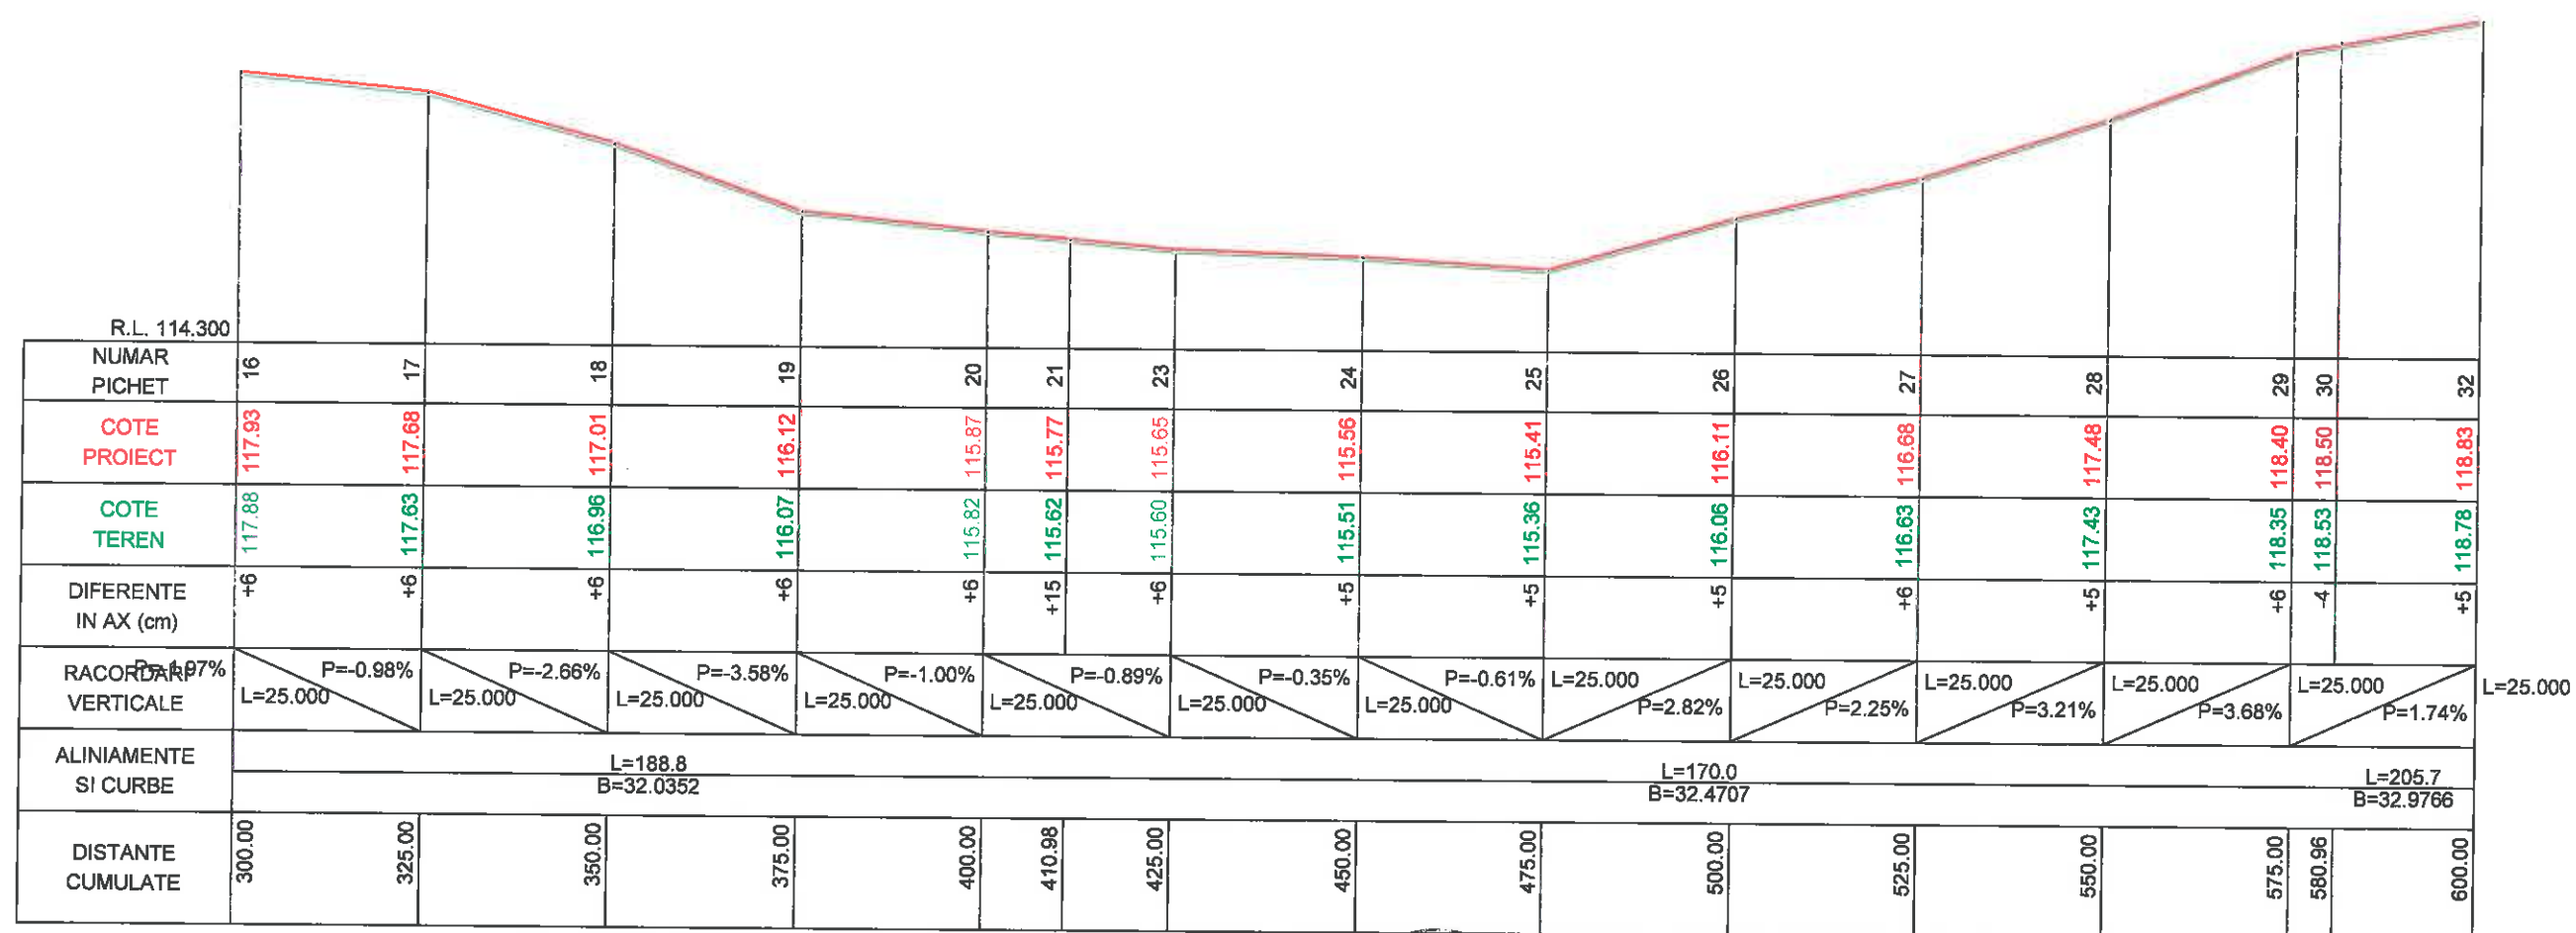 R.L. 114.300
NUMAR
PICHET
16 17 18 19 20 21 23 24 25 26 27 28 29 30 32
COTE
PROIECT
117.93 117.68 117.01 116.12 115.87 115.77 115.65 115.56 115.41 116.11 116.68 117.48 118.40 118.50 118.83
COTE
TEREN
117.88 117.63 116.96 116.07 115.82 115.62 115.60 115.51 115.36 116.06 116.63 117.43 118.35 118.53 118.78
DIFERENTE
IN AX (cm)
+6 +6 +6 +6 +6 +15 +6 +5 +5 +5 +6 +5 +6 -4 +5
RACORDARI
VERTICALE
P=-1.97% P=-0.98% P=-2.66% P=-3.58% P=-1.00% P=-0.89% P=-0.35% P=-0.61% L=25.000 L=25.000 L=25.000 L=25.000 L=25.000 L=25.000
L=25.000 L=25.000 L=25.000 L=25.000 L=25.000 L=25.000 L=25.000 P=2.82% P=2.25% P=3.21% P=3.68% P=1.74%
ALINIAMENTE
SI CURBE
L=188.8 L=170.0 L=205.7
B=32.0352 B=32.4707 B=32.9766
DISTANTE
CUMULATE
300.00 325.00 350.00 375.00 400.00 410.98 425.00 450.00 475.00 500.00 525.00 550.00 575.00 580.96 600.00